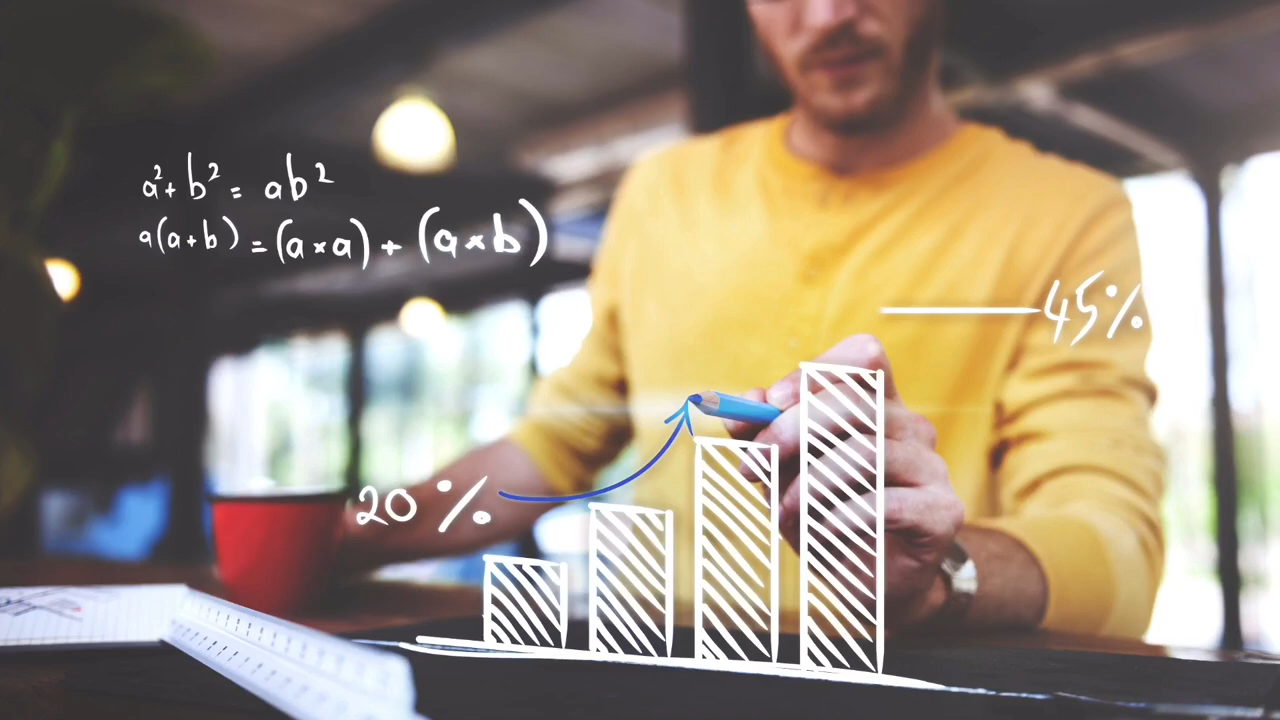 a²+ b² = ab²
a(a+b) = (a×a) + (a×b)
45%
20 %